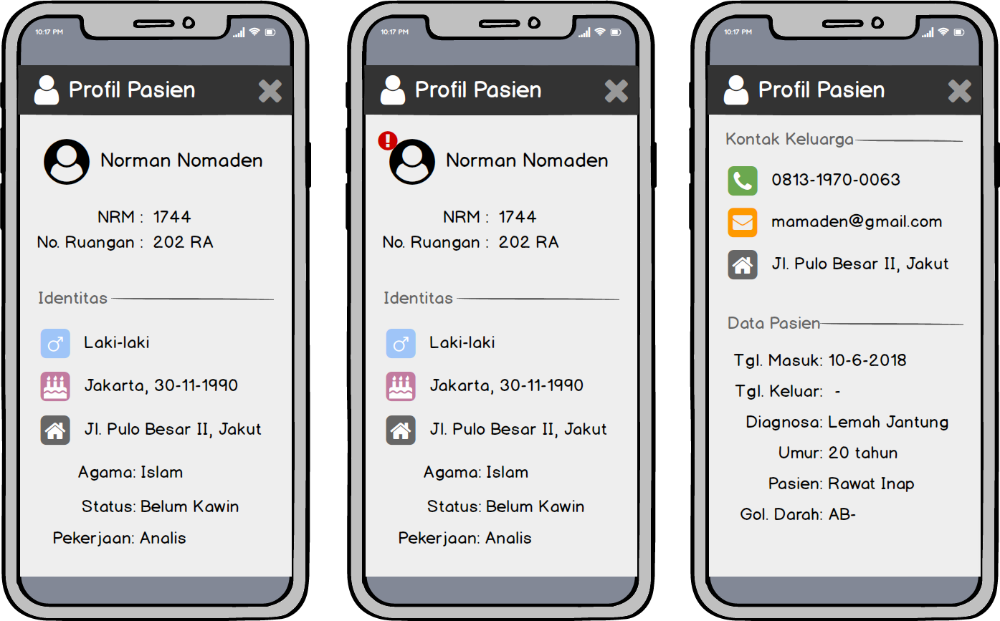 10:17 PM
Profil Pasien
Norman Nomaden
NRM : 1744
No. Ruangan : 202 RA
Identitas
Laki-laki
Jakarta, 30-11-1990
Jl. Pulo Besar II, Jakut
Agama: Islam
Status: Belum Kawin
Pekerjaan: Analis
10:17 PM
Profil Pasien
Norman Nomaden
NRM : 1744
No. Ruangan : 202 RA
Identitas
Laki-laki
Jakarta, 30-11-1990
Jl. Pulo Besar II, Jakut
Agama: Islam
Status: Belum Kawin
Pekerjaan: Analis
10:17 PM
Profil Pasien
Kontak Keluarga
0813-1970-0063
mamaden@gmail.com
Jl. Pulo Besar II, Jakut
Data Pasien
Tgl. Masuk: 10-6-2018
Tgl. Keluar: -
Diagnosa: Lemah Jantung
Umur: 20 tahun
Pasien: Rawat Inap
Gol. Darah: AB-